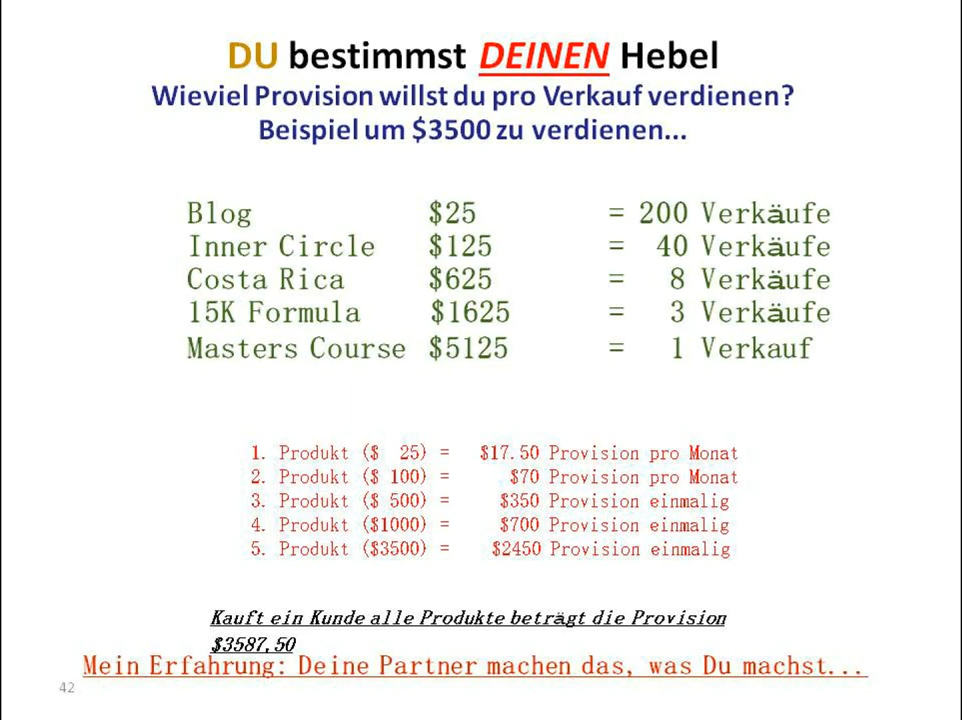 DU bestimmst DEINEN Hebel
Wieviel Provision willst du pro Verkauf verdienen?
Beispiel um $3500 zu verdienen...
Blog $25 = 200 Verkäufe
Inner Circle $125 = 40 Verkäufe
Costa Rica $625 = 8 Verkäufe
15K Formula $1625 = 3 Verkäufe
Masters Course $5125 = 1 Verkauf
1. Produkt ($ 25) = $17.50 Provision pro Monat
2. Produkt ($ 100) = $70 Provision pro Monat
3. Produkt ($ 500) = $350 Provision einmalig
4. Produkt ($1000) = $700 Provision einmalig
5. Produkt ($3500) = $2450 Provision einmalig
Kauft ein Kunde alle Produkte beträgt die Provision
$3587,50
Mein Erfahrung: Deine Partner machen das, was Du machst...
42